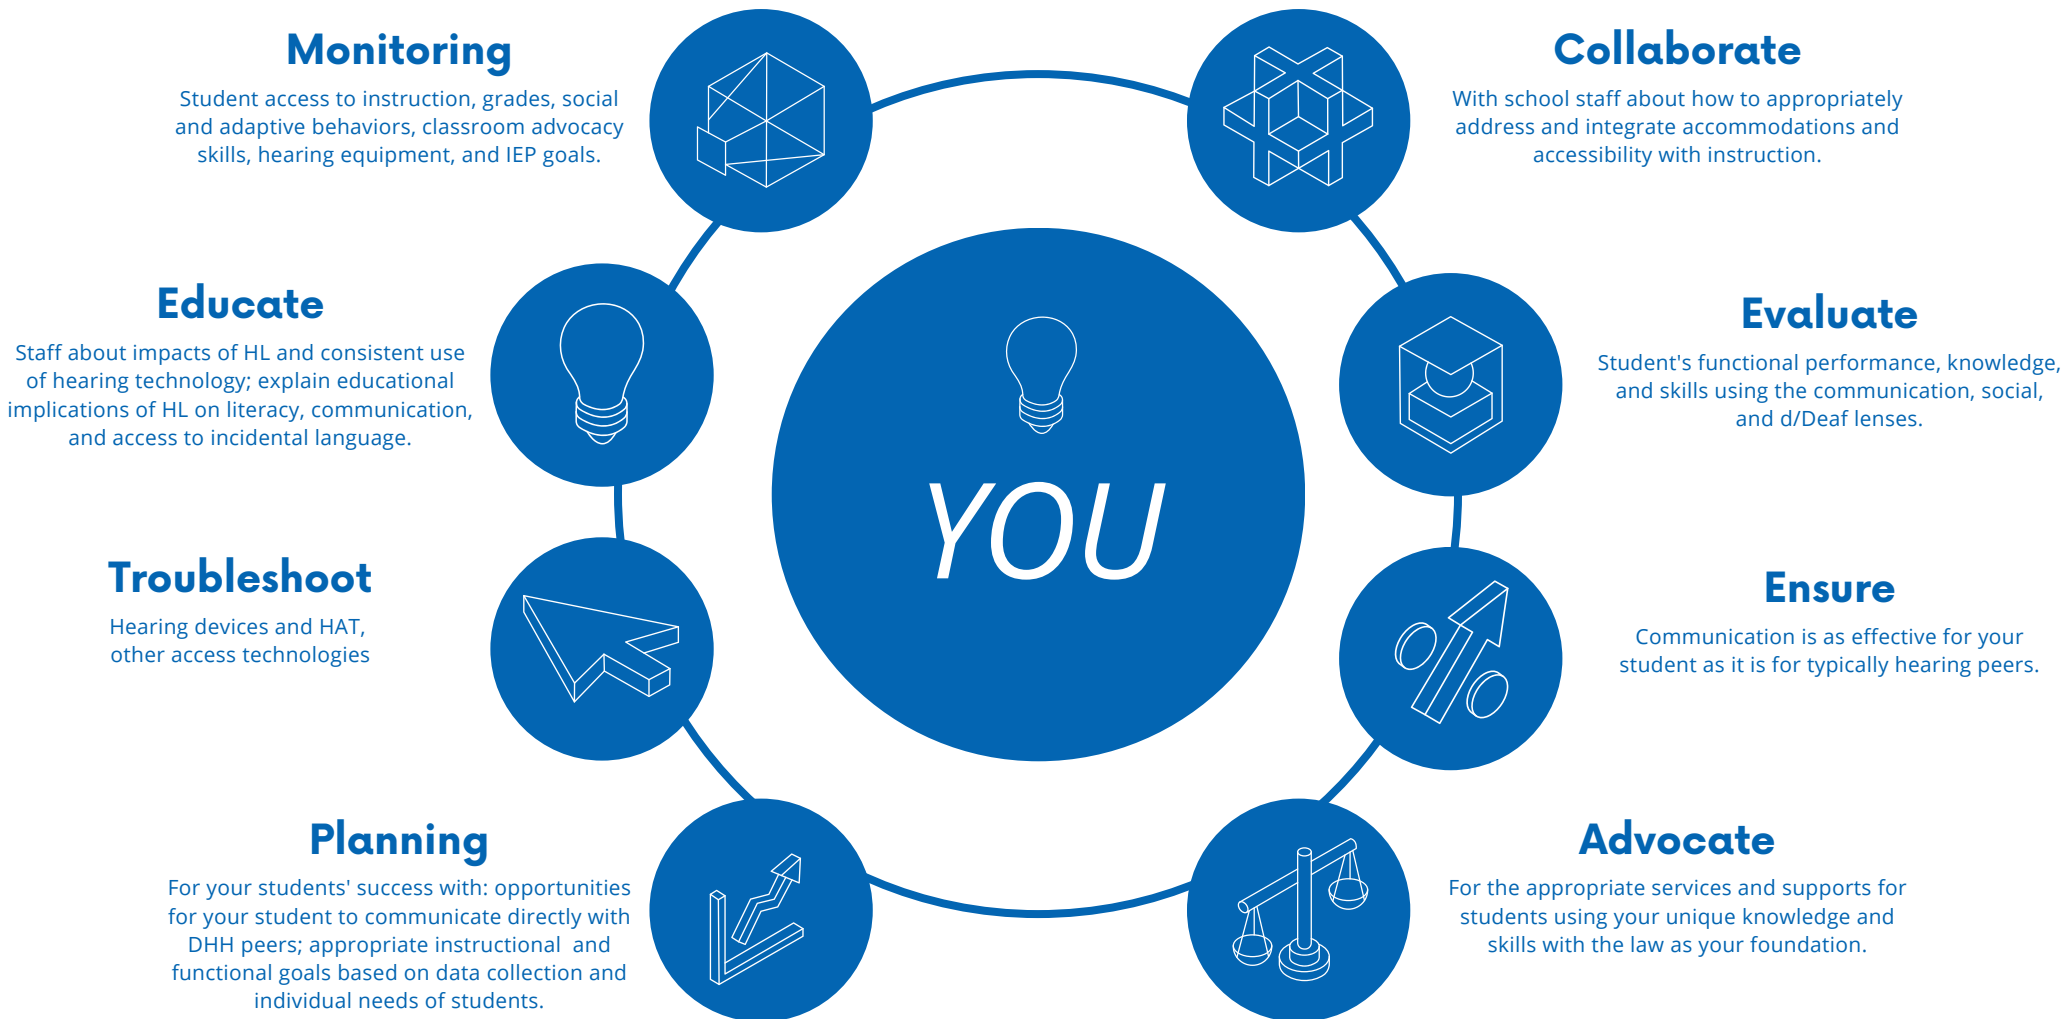 Monitoring
Student access to instruction, grades, social
and adaptive behaviors, classroom advocacy
skills, hearing equipment, and IEP goals.
Educate
Staff about impacts of HL and consistent use
of hearing technology; explain educational
implications of HL on literacy, communication,
and access to incidental language.
Troubleshoot
Hearing devices and HAT,
other access technologies
Planning
For your students' success with: opportunities
for your student to communicate directly with
DHH peers; appropriate instructional and
functional goals based on data collection and
individual needs of students.
YOU
Collaborate
With school staff about how to appropriately
address and integrate accommodations and
accessibility with instruction.
Evaluate
Student's functional performance, knowledge,
and skills using the communication, social,
and d/Deaf lenses.
Ensure
Communication is as effective for your
student as it is for typically hearing peers.
Advocate
For the appropriate services and supports for
students using your unique knowledge and
skills with the law as your foundation.